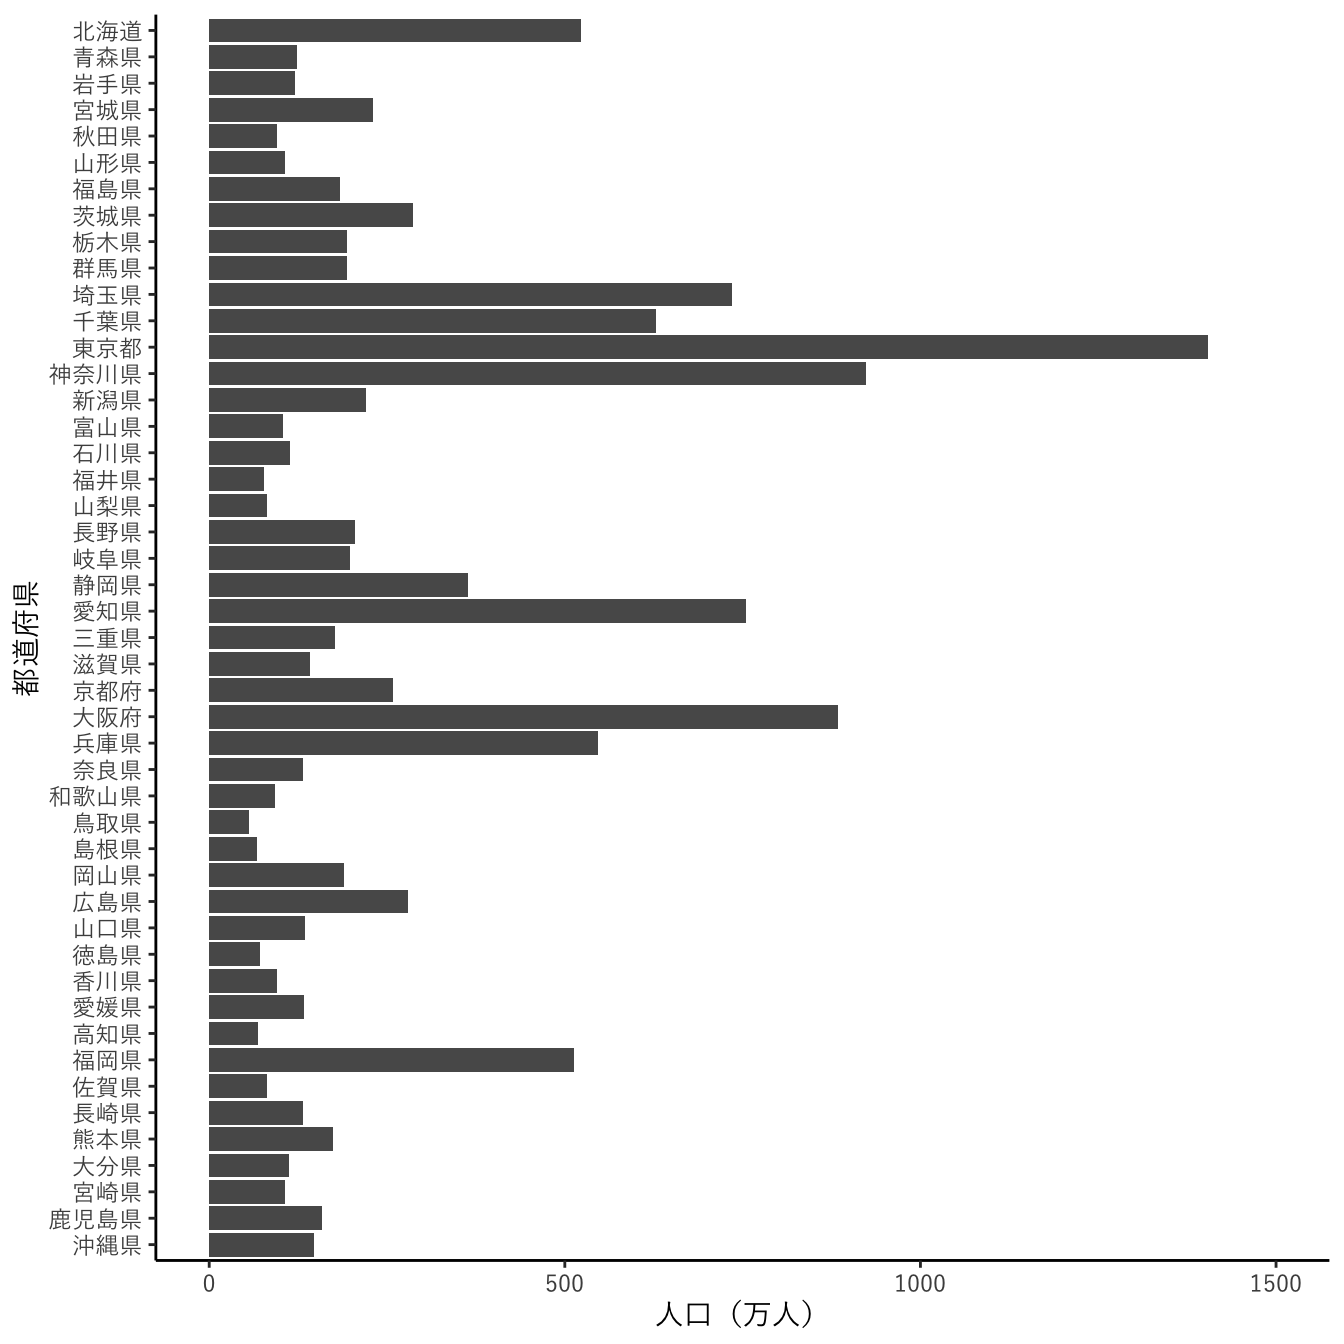 北海道
青森県
岩手県
宮城県
秋田県
山形県
福島県
茨城県
栃木県
群馬県
埼玉県
千葉県
東京都
神奈川県
新潟県
富山県
石川県
福井県
山梨県
長野県
岐阜県
静岡県
愛知県
三重県
滋賀県
京都府
大阪府
兵庫県
奈良県
和歌山県
鳥取県
島根県
岡山県
広島県
山口県
徳島県
香川県
愛媛県
高知県
福岡県
佐賀県
長崎県
熊本県
大分県
宮崎県
鹿児島県
沖縄県
都道府県
0 500 1000 1500
人口（万人）